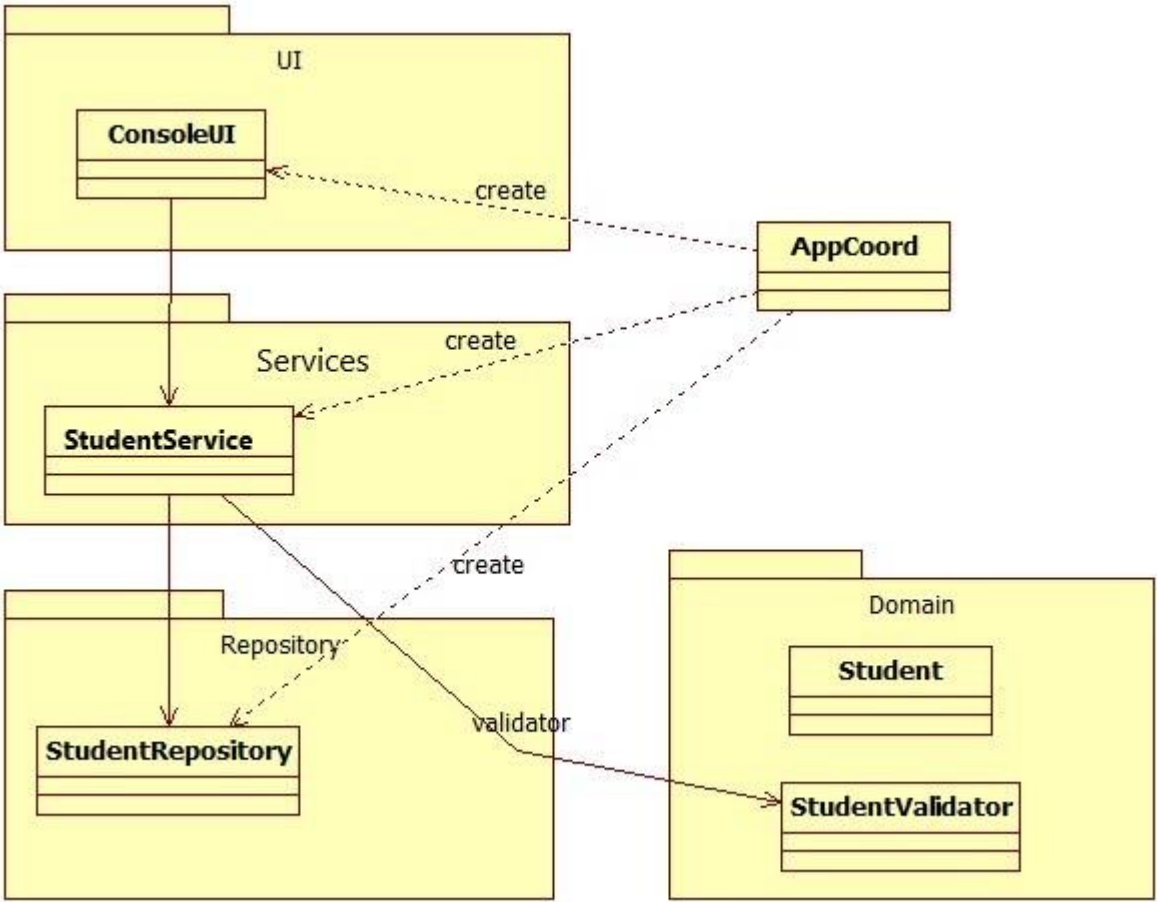 UI
ConsoleUI
create
AppCoord
create
Services
StudentService
create
Domain
Repository
Student
validator
StudentRepository
StudentValidator